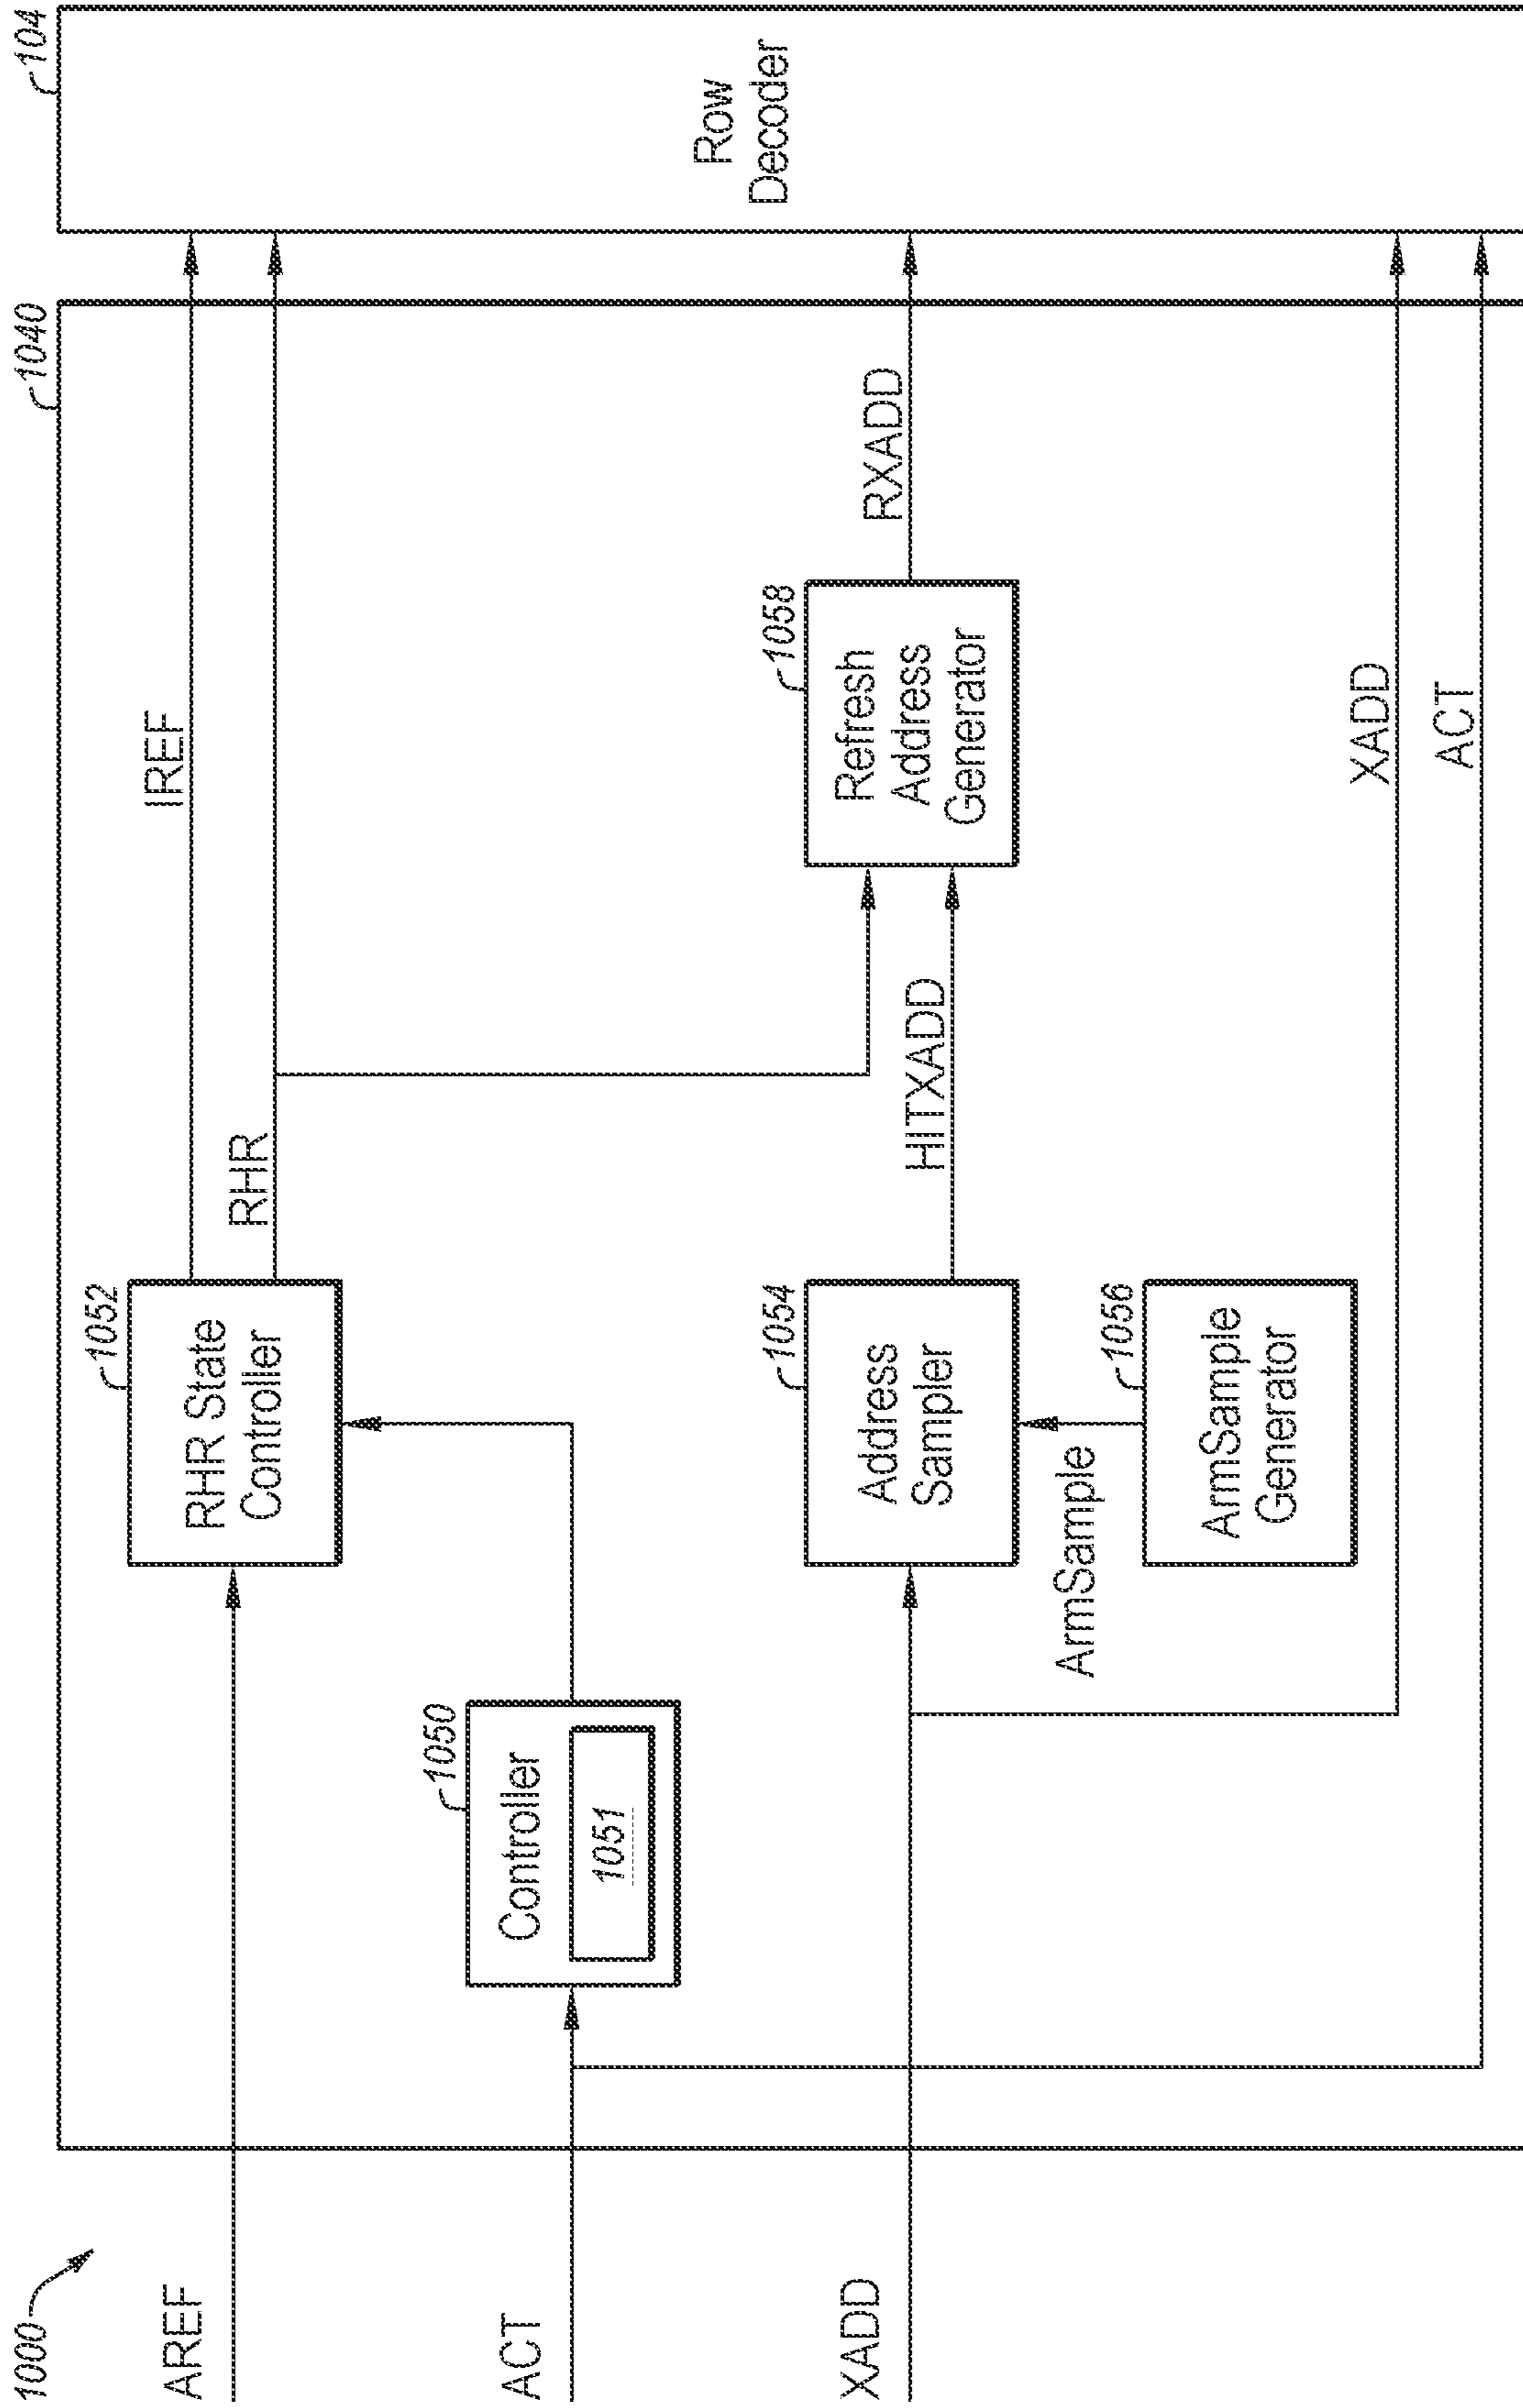 1000
1040
104
AREF
IREF
1052
RHR State
Controller
RHR
Row
Decoder
1050
ACT
Controller
1051
1054
1058
XADD
Address
Sampler
HITXADD
Refresh
Address
Generator
RXADD
ArmSample
1056
ArmSample
Generator
XADD
ACT